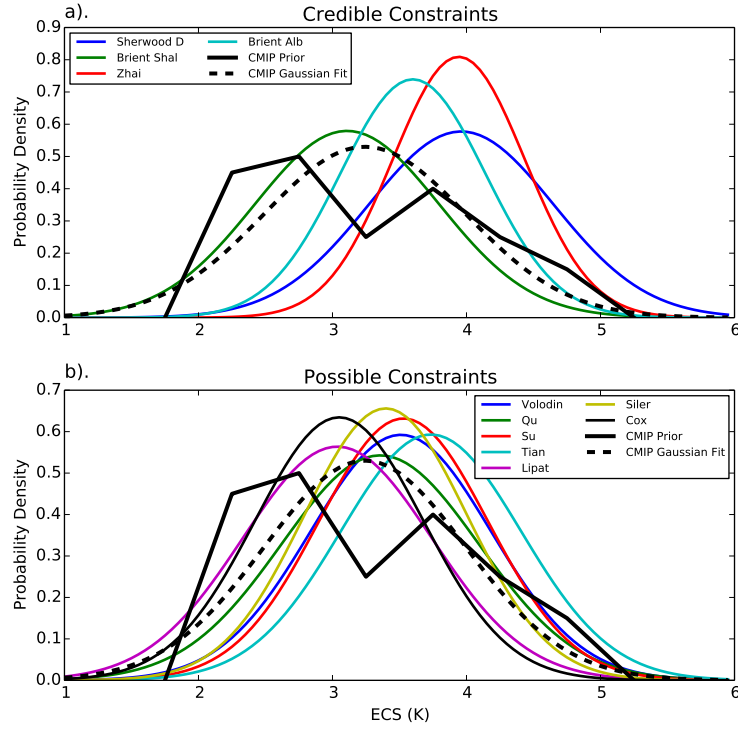 a).
Credible Constraints
Probability Density
0.9
0.8
0.7
0.6
0.5
0.4
0.3
0.2
0.1
0.0
Sherwood D
Brient Shal
Zhai
Brient Alb
CMIP Prior
CMIP Gaussian Fit
1 2 3 4 5 6
b).
Possible Constraints
Probability Density
0.7
0.6
0.5
0.4
0.3
0.2
0.1
0.0
Volodin
Qu
Su
Tian
Lipat
Siler
Cox
CMIP Prior
CMIP Gaussian Fit
1 2 3 4 5 6
ECS (K)